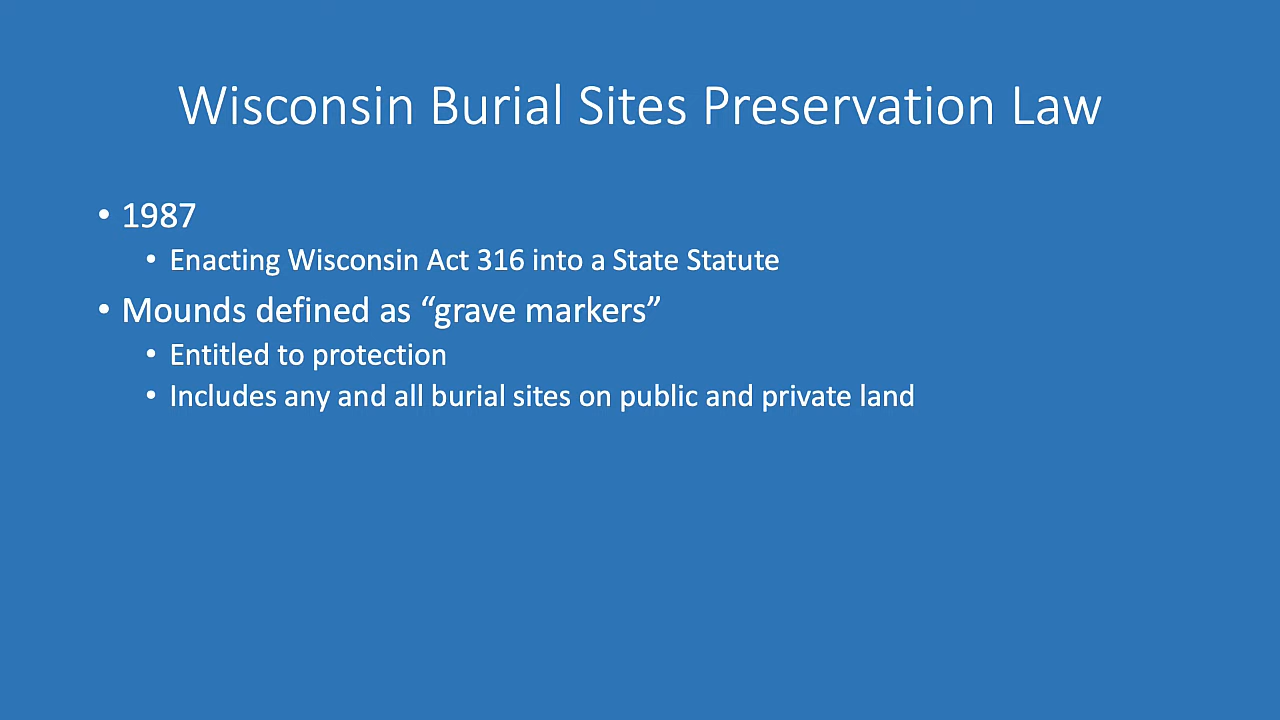 Wisconsin Burial Sites Preservation Law
• 1987
• Enacting Wisconsin Act 316 into a State Statute
• Mounds defined as “grave markers”
• Entitled to protection
• Includes any and all burial sites on public and private land